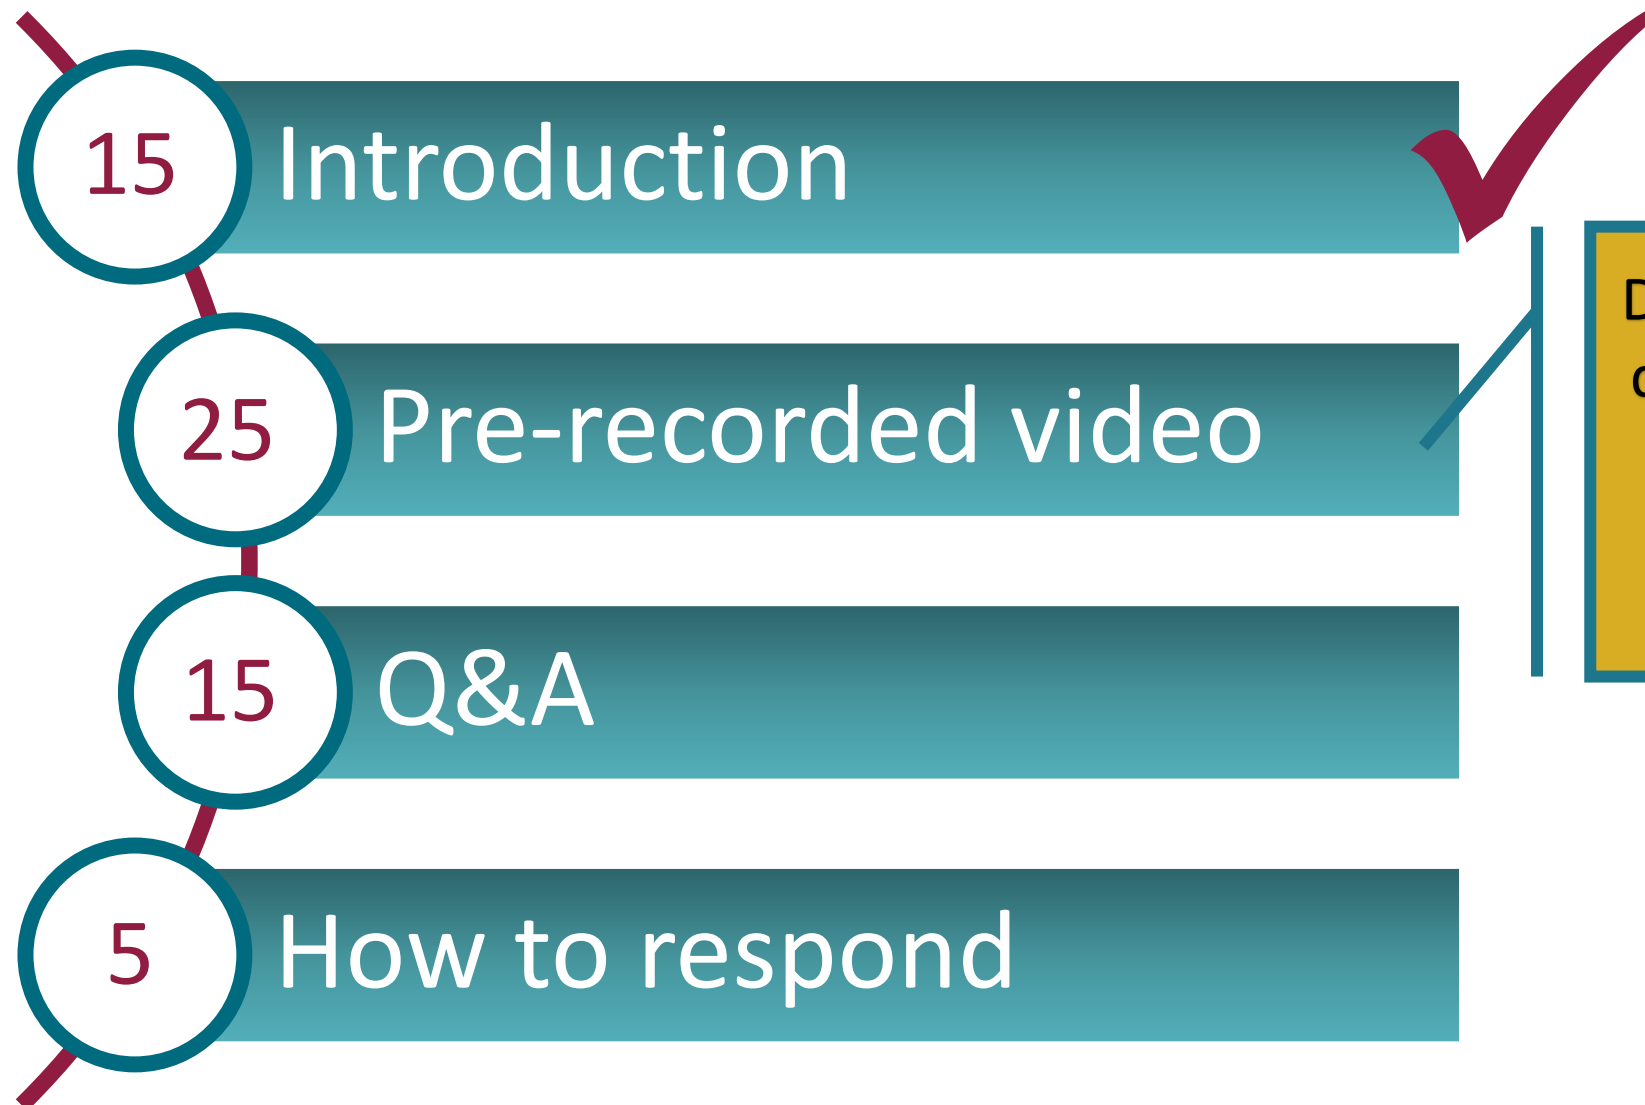 15
Introduction
25
Pre-recorded video
15
Q&A
5
How to respond